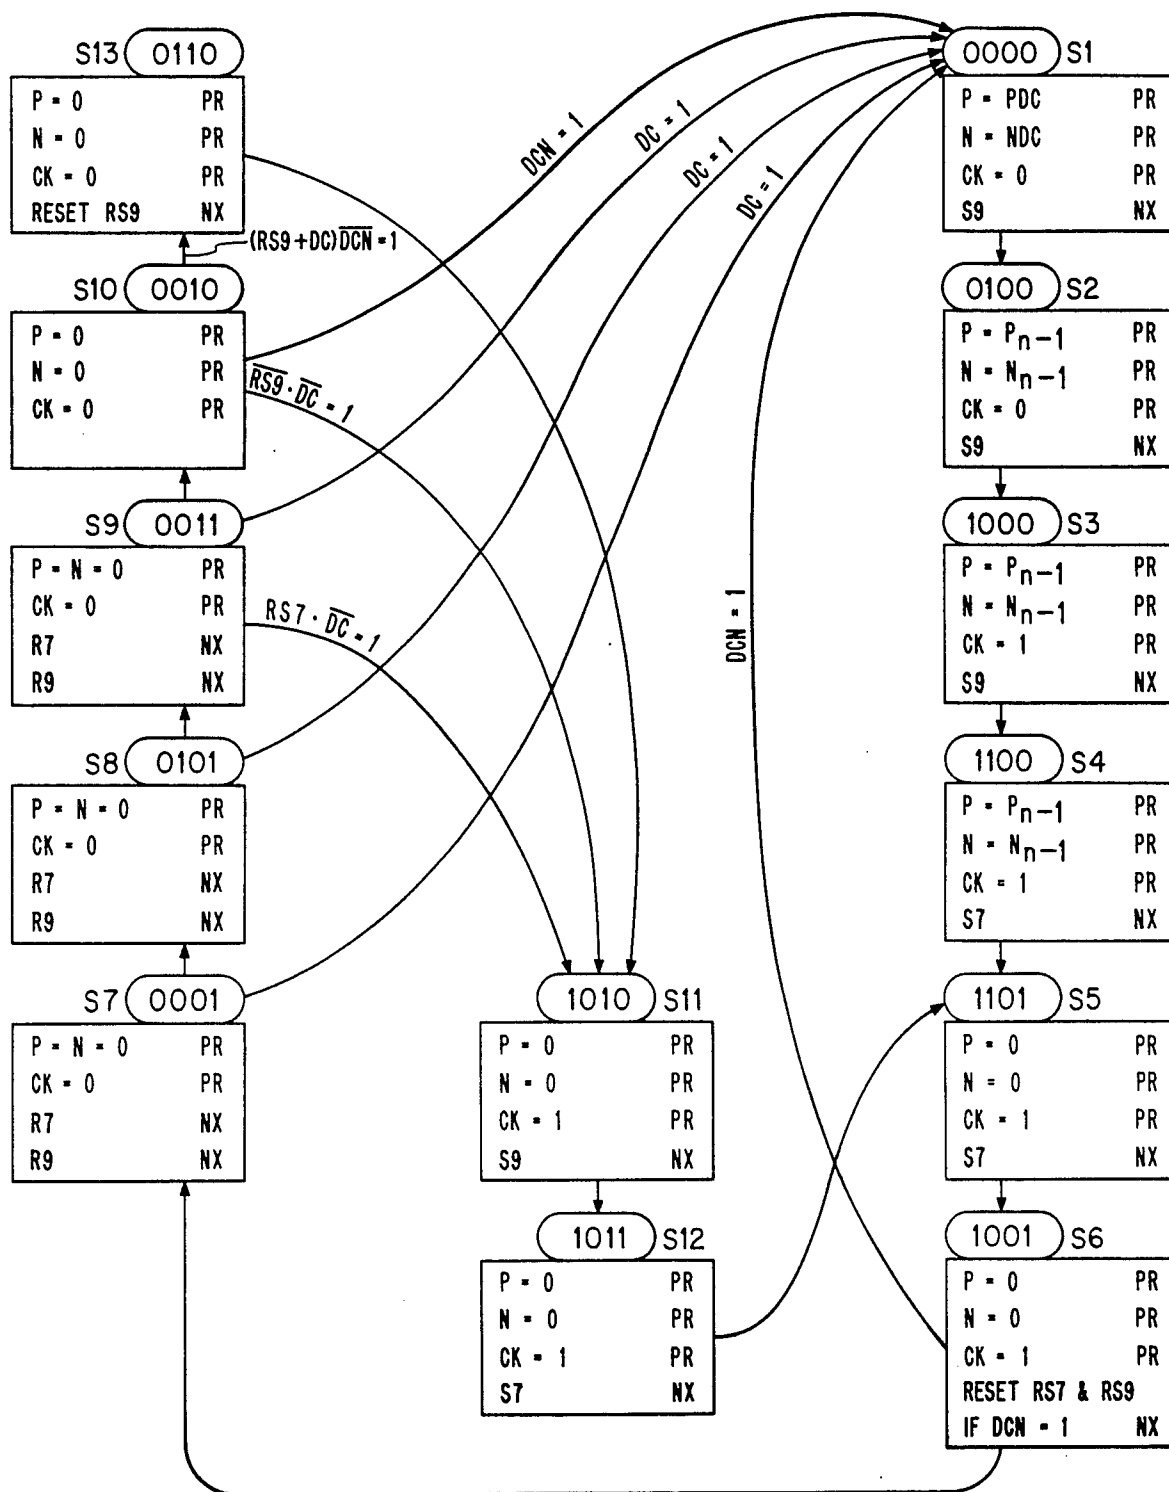 S13 0110
P = 0 PR
N = 0 PR
CK = 0 PR
RESET RS9 NX
(RS9+DC)D̅C̅N̅=1
S10 0010
P = 0 PR
N = 0 PR
CK = 0 PR
S9 0011
P = N = 0 PR
CK = 0 PR
R7 NX
R9 NX
S8 0101
P = N = 0 PR
CK = 0 PR
R7 NX
R9 NX
S7 0001
P = N = 0 PR
CK = 0 PR
R7 NX
R9 NX
DCN = 1
DC = 1
DC = 1
DC = 1
R̅S̅9̅ · D̅C̅ = 1
RS7 · D̅C̅ = 1
DCN = 1
1010 S11
P = 0 PR
N = 0 PR
CK = 1 PR
S9 NX
1011 S12
P = 0 PR
N = 0 PR
CK = 1 PR
S7 NX
0000 S1
P = PDC PR
N = NDC PR
CK = 0 PR
S9 NX
0100 S2
P = Pn-1 PR
N = Nn-1 PR
CK = 0 PR
S9 NX
1000 S3
P = Pn-1 PR
N = Nn-1 PR
CK = 1 PR
S9 NX
1100 S4
P = Pn-1 PR
N = Nn-1 PR
CK = 1 PR
S7 NX
1101 S5
P = 0 PR
N = 0 PR
CK = 1 PR
S7 NX
1001 S6
P = 0 PR
N = 0 PR
CK = 1 PR
RESET RS7 & RS9
IF DCN = 1 NX